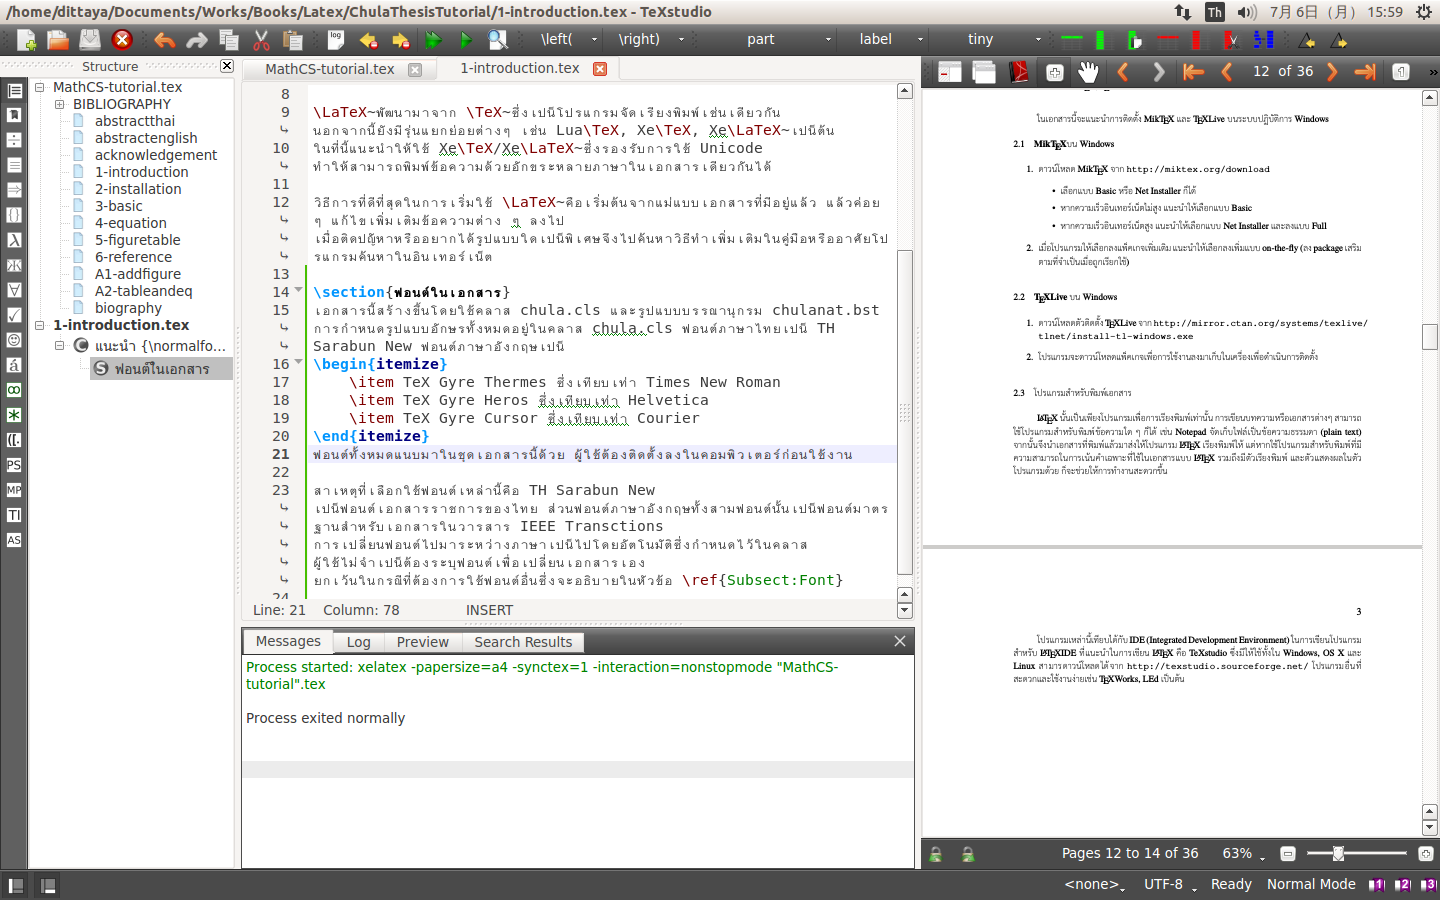 /home/dittaya/Documents/Works/Books/Latex/ChulaThesisTutorial/1-introduction.tex - TeXstudio
Th
7月 6日 (月) 15:59
log
\left(
\right)
part
label
tiny
Structure
MathCS-tutorial.tex
BIBLIOGRAPHY
abstractthai
abstractenglish
acknowledgement
1-introduction
2-installation
3-basic
4-equation
5-figuretable
6-reference
A1-addfigure
A2-tableandeq
biography
1-introduction.tex
แนะนำ {\normalfo...
ฟอนต์ในเอกสาร
PS
MP
TI
AS
MathCS-tutorial.tex
1-introduction.tex
8
9 \LaTeX~พัฒนามาจาก \TeX~ซึ่งเป็นโปรแกรมจัดเรียงพิมพ์เช่นเดียวกัน
นอกจากนี้ยังมีรุ่นแยกย่อยต่างๆ เช่น Lua\TeX, Xe\TeX, Xe\LaTeX~เป็นต้น
10 ในที่นี้แนะนำให้ใช้ Xe\TeX/Xe\LaTeX~ซึ่งรองรับการใช้ Unicode
ทำให้สามารถพิมพ์ข้อความด้วยอักขระหลายภาษาในเอกสารเดียวกันได้
11
12 วิธีการที่ดีที่สุดในการเริ่มใช้ \LaTeX~คือเริ่มต้นจากแม่แบบเอกสารที่มีอยู่แล้ว แล้วค่อย
ๆ แก้ไขเพิ่มเติมข้อความต่าง ๆ ลงไป
เมื่อติดปัญหาหรืออยากได้รูปแบบใดเป็นพิเศษจึงไปค้นหาวิธีทำเพิ่มเติมในคู่มือหรืออาศัยโป
รแกรมค้นหาในอินเทอร์เน็ต
13
14 \section{ฟอนต์ในเอกสาร}
15 เอกสารนี้สร้างขึ้นโดยใช้คลาส chula.cls และรูปแบบบรรณานุกรม chulanat.bst
การกำหนดรูปแบบอักษรทั้งหมดอยู่ในคลาส chula.cls ฟอนต์ภาษาไทยเป็น TH
Sarabun New ฟอนต์ภาษาอังกฤษเป็น
16 \begin{itemize}
17 \item TeX Gyre Thermes ซึ่งเทียบเท่า Times New Roman
18 \item TeX Gyre Heros ซึ่งเทียบเท่า Helvetica
19 \item TeX Gyre Cursor ซึ่งเทียบเท่า Courier
20 \end{itemize}
21 ฟอนต์ทั้งหมดแนบมาในชุดเอกสารนี้ด้วย ผู้ใช้ต้องติดตั้งลงในคอมพิวเตอร์ก่อนใช้งาน
22
23 สาเหตุที่เลือกใช้ฟอนต์เหล่านี้คือ TH Sarabun New
เป็นฟอนต์เอกสารราชการของไทย ส่วนฟอนต์ภาษาอังกฤษทั้งสามฟอนต์นั้นเป็นฟอนต์มาตร
ฐานสำหรับเอกสารในวารสาร IEEE Transctions
การเปลี่ยนฟอนต์ไปมาระหว่างภาษาเป็นไปโดยอัตโนมัติซึ่งกำหนดไว้ในคลาส
ผู้ใช้ไม่จำเป็นต้องระบุฟอนต์เพื่อเปลี่ยนเอกสารเอง
ยกเว้นในกรณีที่ต้องการใช้ฟอนต์อื่นซึ่งจะอธิบายในหัวข้อ \ref{Subsect:Font}
24
Line: 21 Column: 78 INSERT
Messages
Log
Preview
Search Results
Process started: xelatex -papersize=a4 -synctex=1 -interaction=nonstopmode "MathCS-
tutorial".tex
Process exited normally
12 of 36
ในเอกสารนี้จะแนะนำการติดตั้ง MikTEX และ TEXLive บนระบบปฏิบัติการ Windows
2.1 MikTEXบน Windows
1. ดาวน์โหลด MikTEX จาก http://miktex.org/download
• เลือกแบบ Basic หรือ Net Installer ก็ได้
• หากความเร็วอินเทอร์เน็ตไม่สูง แนะนำให้เลือกแบบ Basic
• หากความเร็วอินเทอร์เน็ตสูง แนะนำให้เลือกแบบ Net Installer และลงแบบ Full
2. เมื่อโปรแกรมให้เลือกลงแพ็คเกจเพิ่มเติม แนะนำให้เลือกลงเพิ่มแบบ on-the-fly (ลง package เสริม
ตามที่จำเป็นเมื่อถูกเรียกใช้)
2.2 TEXLive บน Windows
1. ดาวน์โหลดตัวติดตั้ง TEXLive จาก http://mirror.ctan.org/systems/texlive/
tlnet/install-tl-windows.exe
2. โปรแกรมจะดาวน์โหลดแพ็คเกจเพื่อการใช้งานลงมาเก็บในเครื่องเพื่อดำเนินการติดตั้ง
2.3 โปรแกรมสำหรับพิมพ์เอกสาร
LATEX นั้นเป็นเพียงโปรแกรมเพื่อการเรียงพิมพ์เท่านั้น การเขียนบทความหรือเอกสารต่างๆ สามารถ
ใช้โปรแกรมสำหรับพิมพ์ข้อความใด ๆ ก็ได้ เช่น Notepad จัดเก็บไฟล์เป็นข้อความธรรมดา (plain text)
จากนั้นจึงนำเอกสารที่พิมพ์แล้วมาส่งให้โปรแกรม LATEX เรียงพิมพ์ให้ แต่หากใช้โปรแกรมสำหรับพิมพ์ที่มี
ความสามารถในการเน้นคำเฉพาะที่ใช้ในเอกสารแบบ LATEX รวมถึงมีตัวเรียงพิมพ์ และตัวแสดงผลในตัว
โปรแกรมด้วย ก็จะช่วยให้การทำงานสะดวกขึ้น
3
โปรแกรมเหล่านี้เทียบได้กับ IDE (Integrated Development Environment) ในการเขียนโปรแกรม
สำหรับ LATEXIDE ที่แนะนำในการเขียน LATEX คือ TeXstudio ซึ่งมีให้ใช้ทั้งใน Windows, OS X และ
Linux สามารถดาวน์โหลดได้จาก http://texstudio.sourceforge.net/ โปรแกรมอื่นที่
สะดวกและใช้งานง่ายเช่น TEXWorks, LEd เป็นต้น
Pages 12 to 14 of 36 63%
<none> UTF-8 Ready Normal Mode 1 2 3